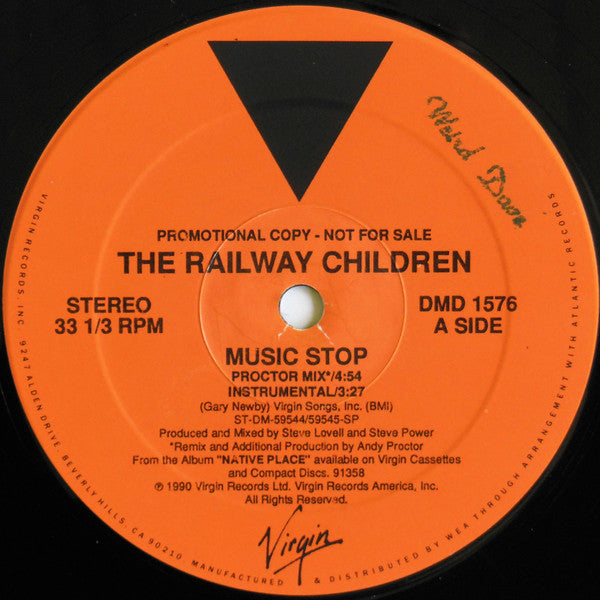 Weird Dave
PROMOTIONAL COPY - NOT FOR SALE
THE RAILWAY CHILDREN
STEREO
33 1/3 RPM
DMD 1576
A SIDE
MUSIC STOP
PROCTOR MIX*/4:54
INSTRUMENTAL/3:27
(Gary Newby) Virgin Songs, Inc. (BMI)
ST-DM-59544/59545-SP
Produced and Mixed by Steve Lovell and Steve Power
*Remix and Additional Production by Andy Proctor
From the Album "NATIVE PLACE" available on Virgin Cassettes
and Compact Discs. 91358
℗ 1990 Virgin Records Ltd. Virgin Records America, Inc.
All Rights Reserved.
Virgin
VIRGIN RECORDS, INC. 9247 ALDEN DRIVE, BEVERLY HILLS, CA 90210 MANUFACTURED & DISTRIBUTED BY WEA THROUGH ARRANGEMENT WITH ATLANTIC RECORDS